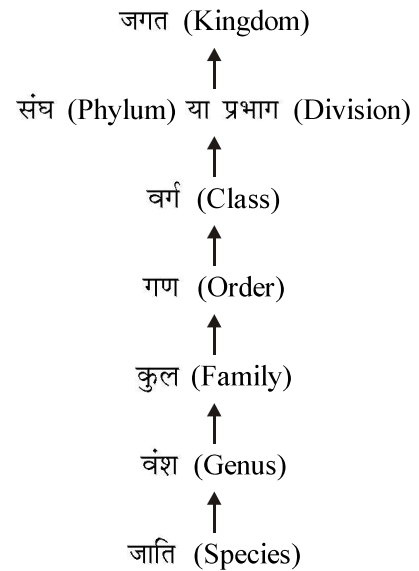 जगत (Kingdom)
संघ (Phylum) या प्रभाग (Division)
वर्ग (Class)
गण (Order)
कुल (Family)
वंश (Genus)
जाति (Species)